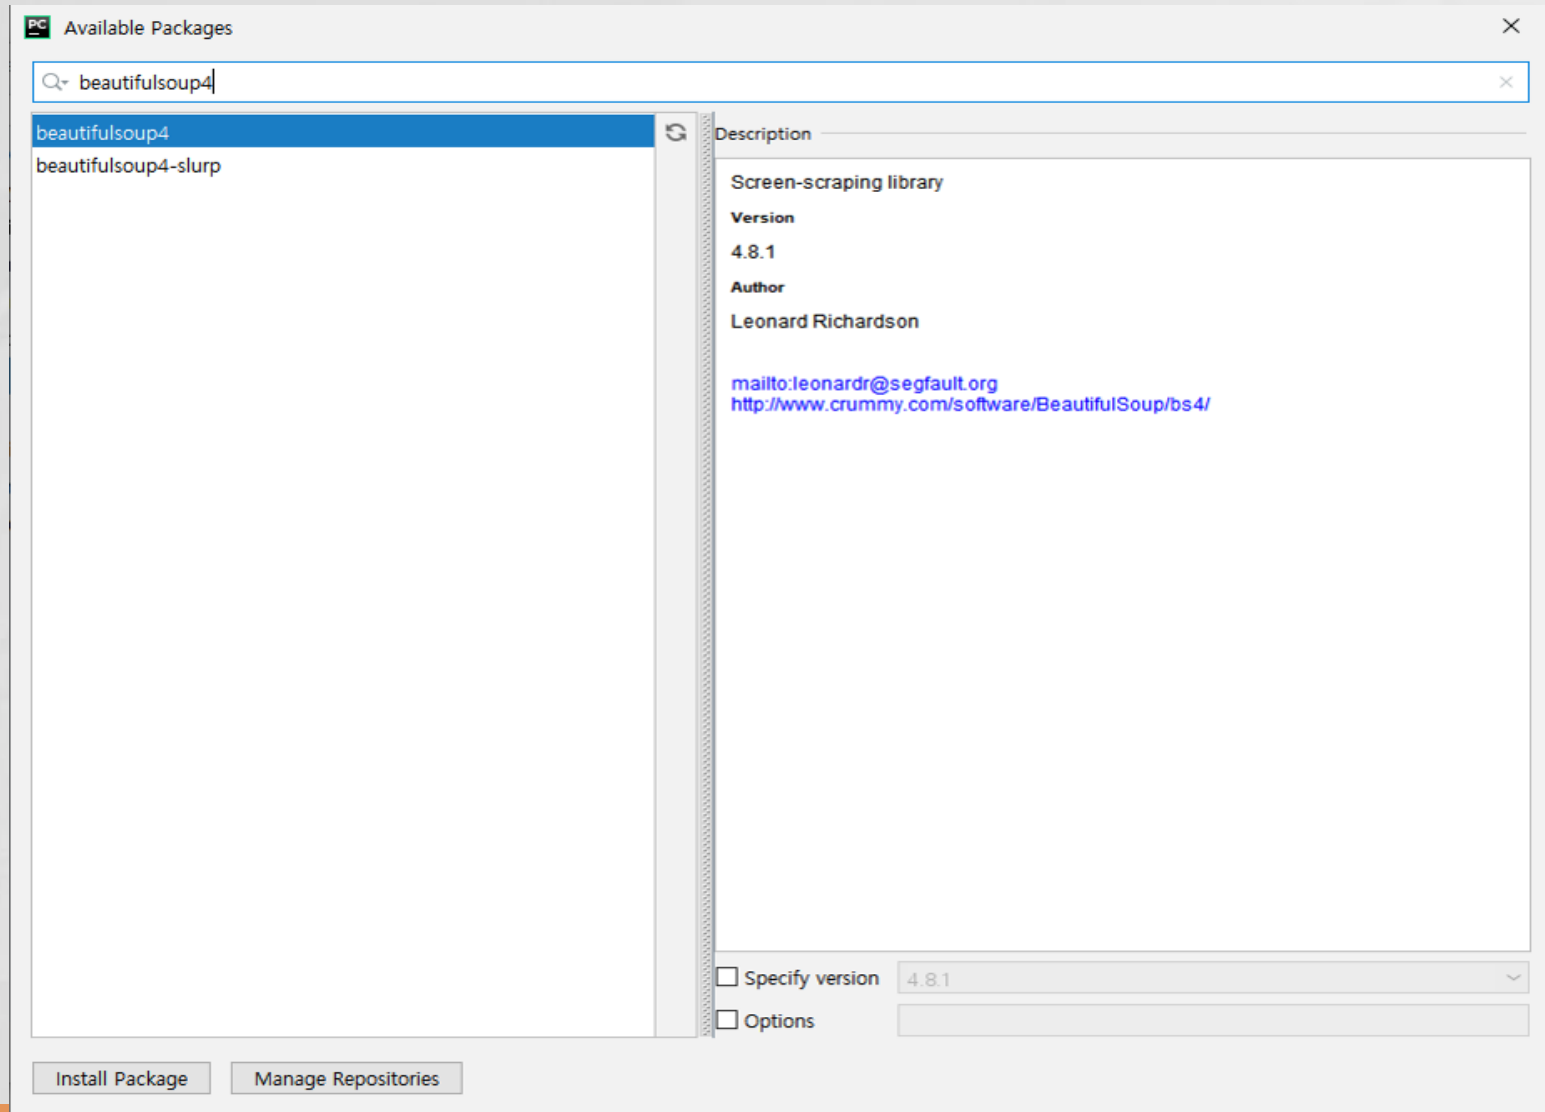 PC Available Packages
beautifulsoup4
beautifulsoup4
beautifulsoup4-slurp
Description
Screen-scraping library
Version
4.8.1
Author
Leonard Richardson
mailto:leonardr@segfault.org
http://www.crummy.com/software/BeautifulSoup/bs4/
Specify version 4.8.1
Options
Install Package Manage Repositories